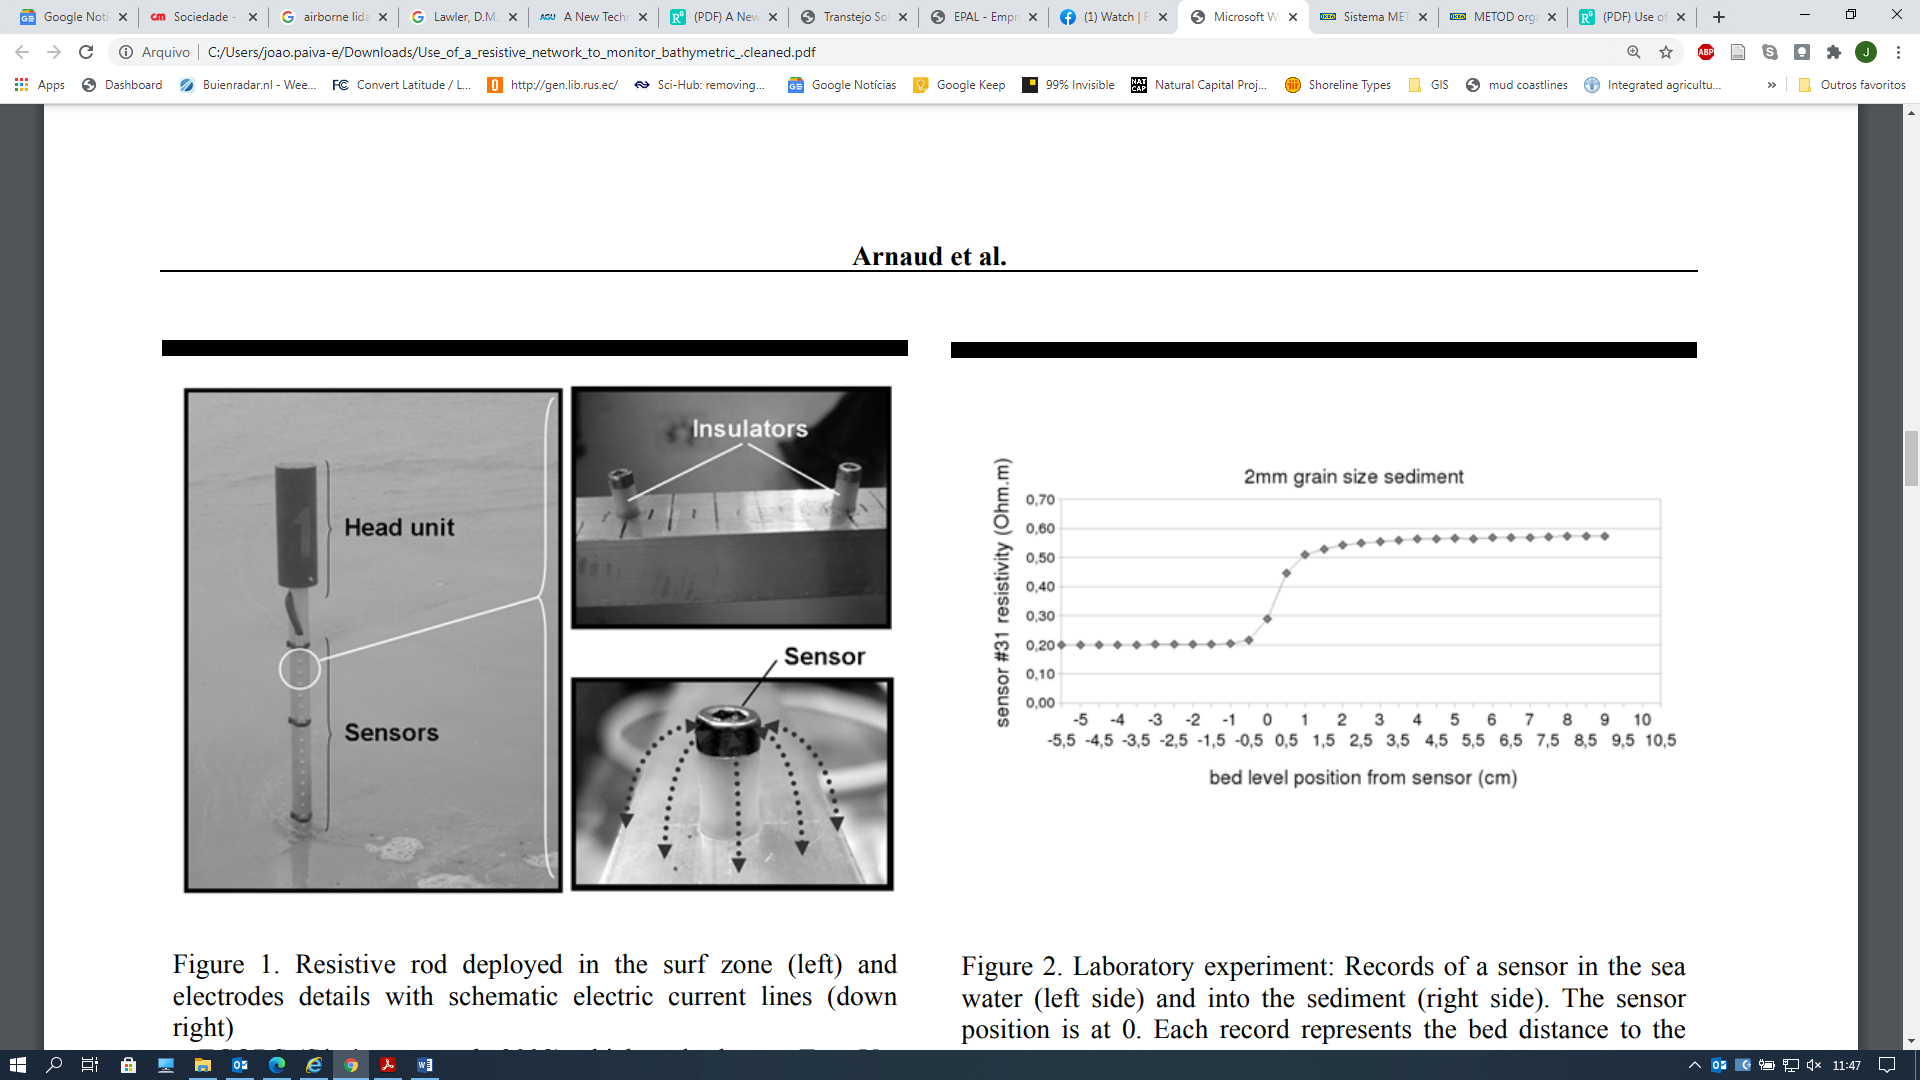 Google Notí
Sociedade -
airborne lida
Lawler, D.M.
A New Techn
(PDF) A New
Transtejo So
EPAL - Empr
(1) Watch | F
Microsoft W
Sistema MET
METOD org
(PDF) Use of
Arquivo | C:/Users/joao.paiva-e/Downloads/Use_of_a_resistive_network_to_monitor_bathymetric_.cleaned.pdf
ABP
J
Apps
Dashboard
Buienradar.nl - Wee...
Convert Latitude / L...
http://gen.lib.rus.ec/
Sci-Hub: removing...
Google Notícias
Google Keep
99% Invisible
Natural Capital Proj...
Shoreline Types
GIS
mud coastlines
Integrated agricultu...
»
Outros favoritos
Arnaud et al.
Head unit
Sensors
Insulators
Sensor
Figure 1. Resistive rod deployed in the surf zone (left) and
electrodes details with schematic electric current lines (down
right)
2mm grain size sediment
sensor #31 resistivity (Ohm.m)
0,70
0,60
0,50
0,40
0,30
0,20
0,10
0,00
-5 -4 -3 -2 -1 0 1 2 3 4 5 6 7 8 9 10
-5,5 -4,5 -3,5 -2,5 -1,5 -0,5 0,5 1,5 2,5 3,5 4,5 5,5 6,5 7,5 8,5 9,5 10,5
bed level position from sensor (cm)
Figure 2. Laboratory experiment: Records of a sensor in the sea
water (left side) and into the sediment (right side). The sensor
position is at 0. Each record represents the bed distance to the
11:47